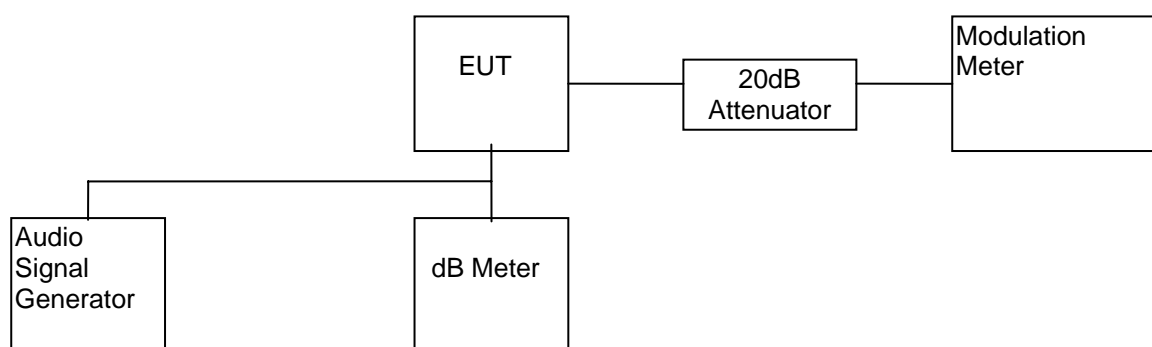 EUT
20dB
Attenuator
Modulation
Meter
Audio
Signal
Generator
dB Meter